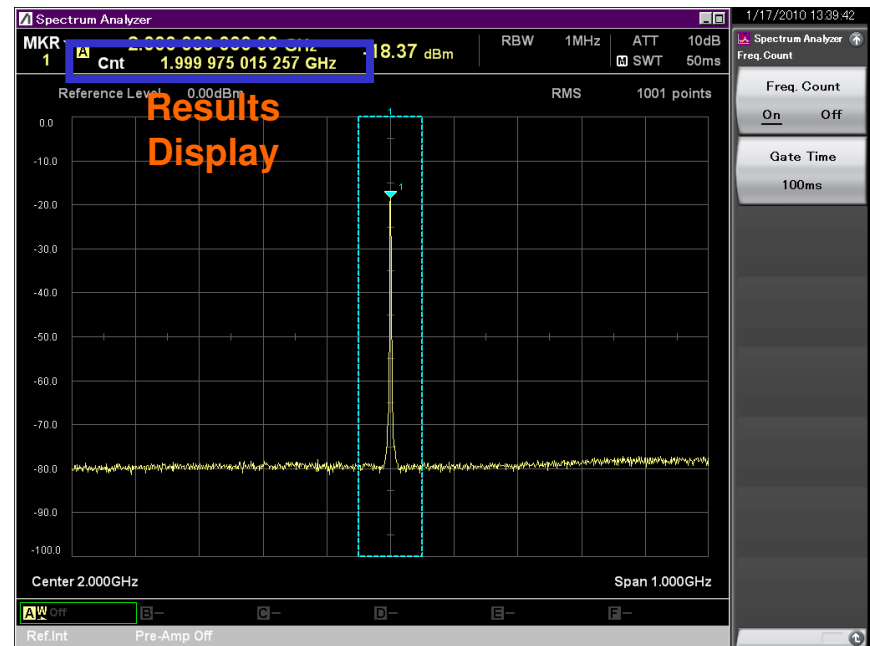 Spectrum Analyzer
1/17/2010 13:39:42
MKR
1
A
Cnt 1.999 975 015 257 GHz
18.37 dBm
RBW 1MHz
ATT 10dB
M SWT 50ms
Spectrum Analyzer
Freq. Count
Freq. Count
On Off
Gate Time
100ms
Reference Level 0.00dBm
RMS 1001 points
Results
Display
1
1
0.0
-10.0
-20.0
-30.0
-40.0
-50.0
-60.0
-70.0
-80.0
-90.0
-100.0
Center 2.000GHz
Span 1.000GHz
A W Off
B –
C –
D –
E –
F –
Ref.Int
Pre-Amp Off